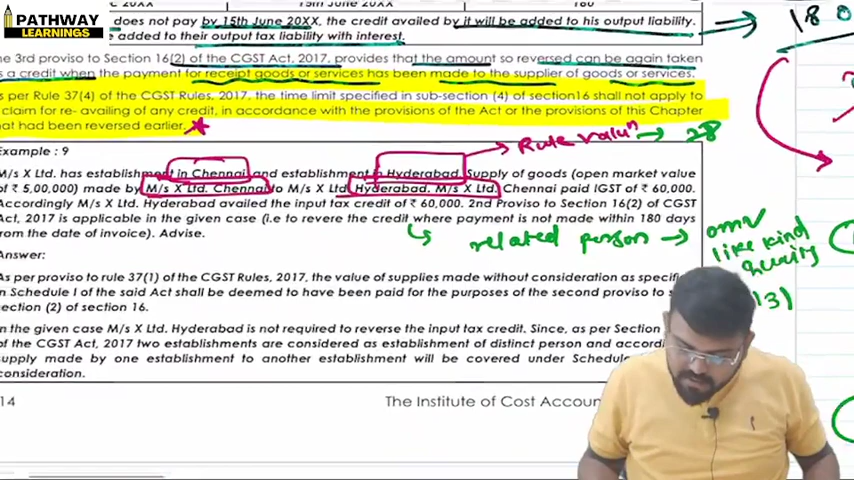 PATHWAY
LEARNINGS
15th June 20XX
180
does not pay by 15th June 20XX, the credit availed by it will be added to his output liability.
added to their output tax liability with interest.
180
he 3rd proviso to Section 16(2) of the CGST Act, 2017, provides that the amount so reversed can be again taken
s a credit when the payment for receipt goods or services has been made to the supplier of goods or services.
s per Rule 37(4) of the CGST Rules, 2017, the time limit specified in sub-section (4) of section16 shall not apply to
claim for re- availing of any credit, in accordance with the provisions of the Act or the provisions of this Chapter
hat had been reversed earlier.
Rule valun → 28
Example : 9
M/s X Ltd. has establishment in Chennai and establishment in Hyderabad. Supply of goods (open market value
of ₹ 5,00,000) made by M/s X Ltd. Chennai to M/s X Ltd. Hyderabad. M/s X Ltd. Chennai paid IGST of ₹ 60,000.
Accordingly M/s X Ltd. Hyderabad availed the input tax credit of ₹ 60,000. 2nd Proviso to Section 16(2) of CGST
Act, 2017 is applicable in the given case (i.e to revere the credit where payment is not made within 180 days
rom the date of invoice). Advise.
related person → omv
like kind
Answer:
As per proviso to rule 37(1) of the CGST Rules, 2017, the value of supplies made without consideration as specifi
in Schedule I of the said Act shall be deemed to have been paid for the purposes of the second proviso to s
ection (2) of section 16.
13)
n the given case M/s X Ltd. Hyderabad is not required to reverse the input tax credit. Since, as per Section
of the CGST Act, 2017 two establishments are considered as establishment of distinct person and accord
upply made by one establishment to another establishment will be covered under Schedule
consideration.
14
The Institute of Cost Accoun